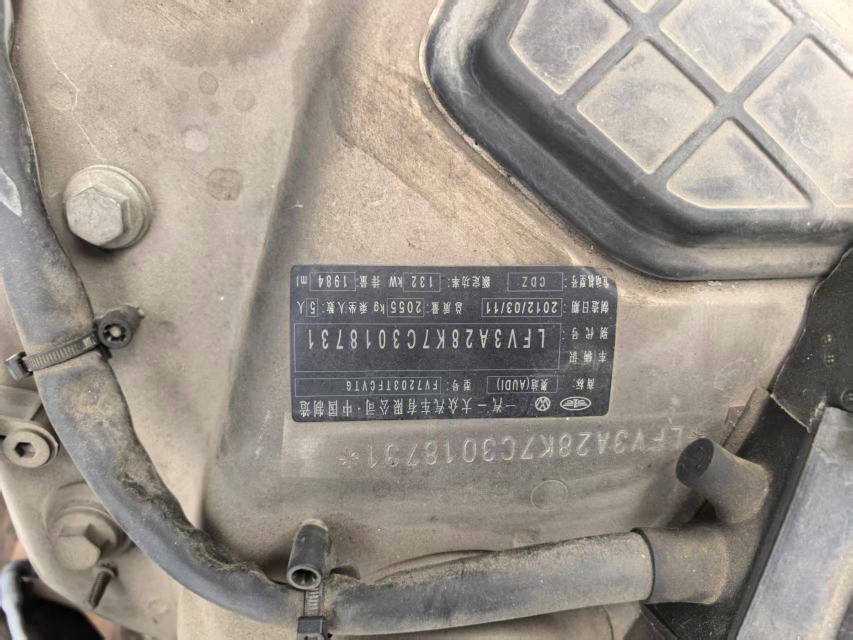 一汽一大众汽车有限公司·中国制造
商标: 奥迪(AUDI) 型号: FV7203TFCVTG
车辆识别代号 LFV3A28K7C3018731
制造日期: 2012/03/11 总质量: 2055 kg 乘坐人数: 5 人
发动机型号: CDZ 额定功率: 132 kW 排量: 1984 ml
LFV3A28K7C3018731*